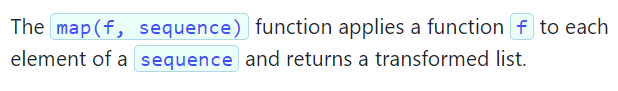 The map(f, sequence) function applies a function f to each
element of a sequence and returns a transformed list.